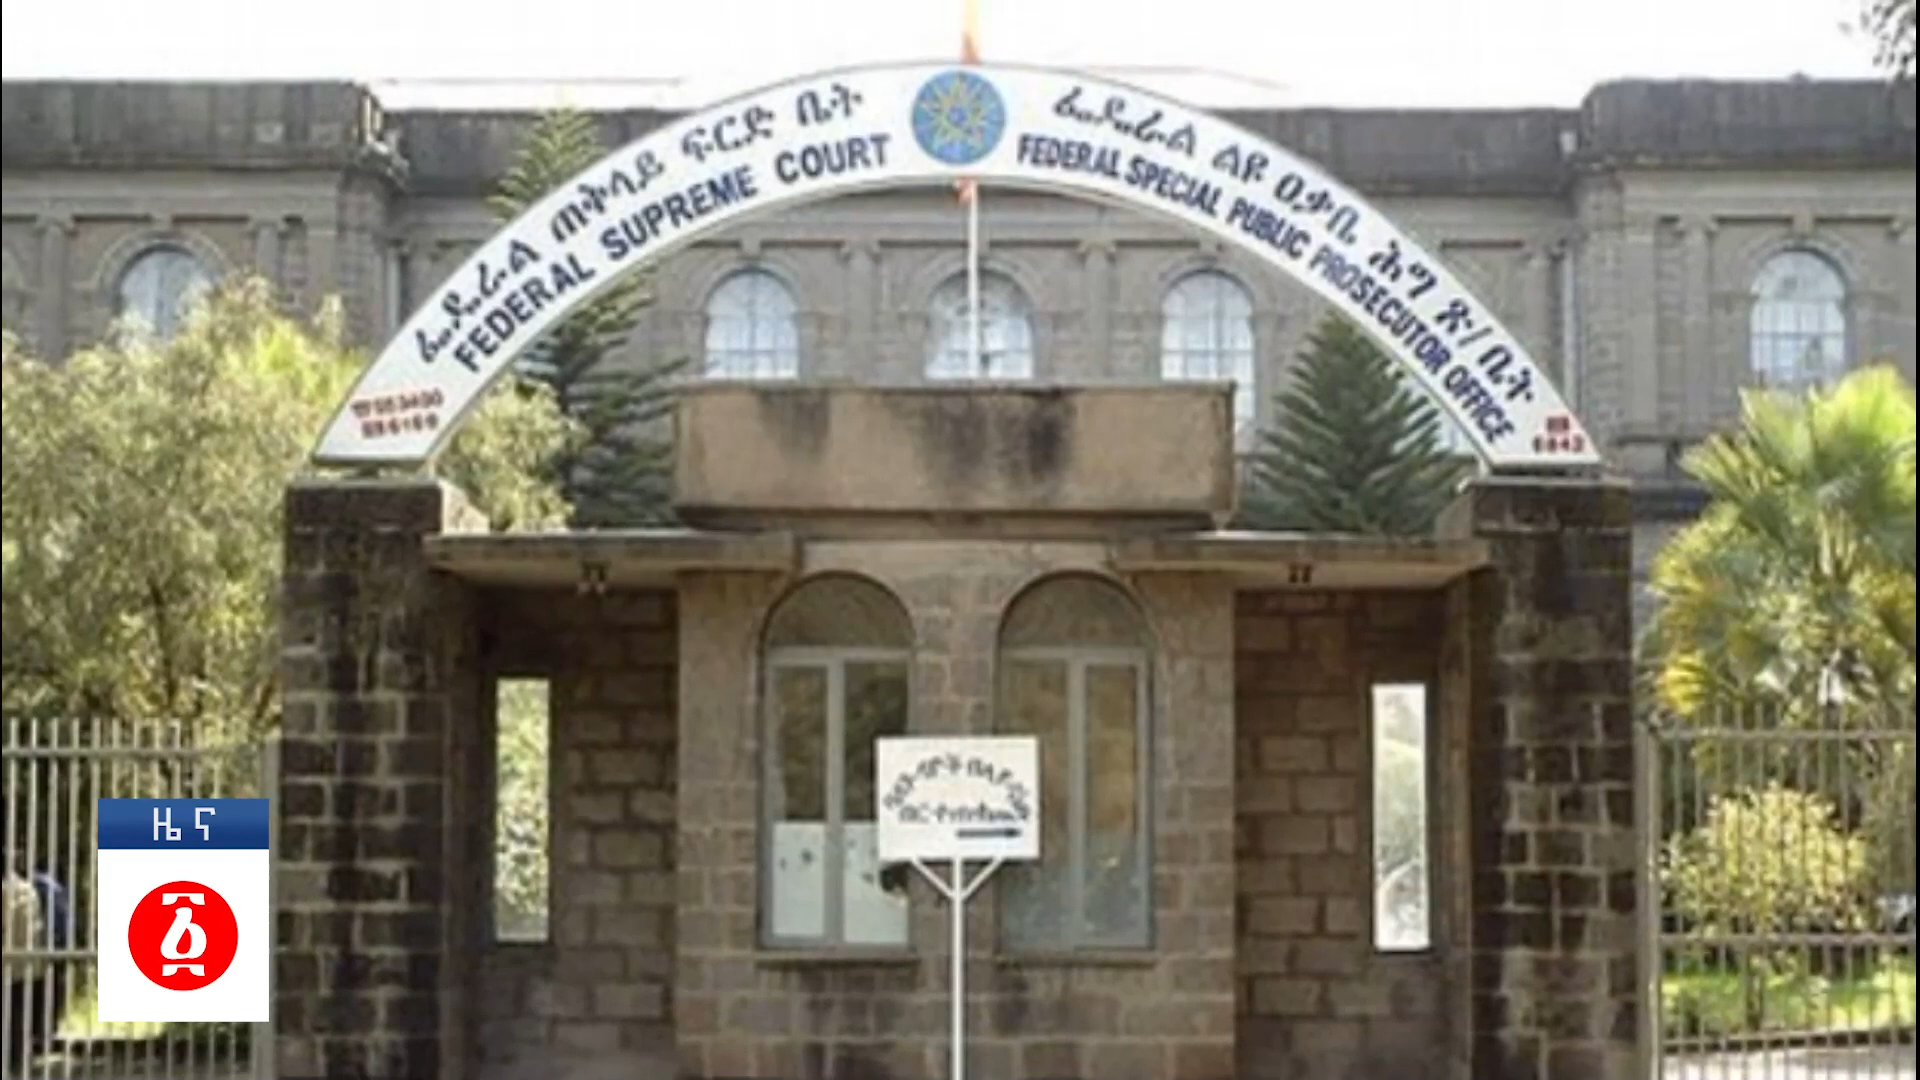 ፌዴራል ጠቅላይ ፍርድ ቤት
FEDERAL SUPREME COURT
ፌዴራል ልዩ ዐቃቤ ሕግ ጽ/ቤት
FEDERAL SPECIAL PUBLIC PROSECUTOR OFFICE
ዜና